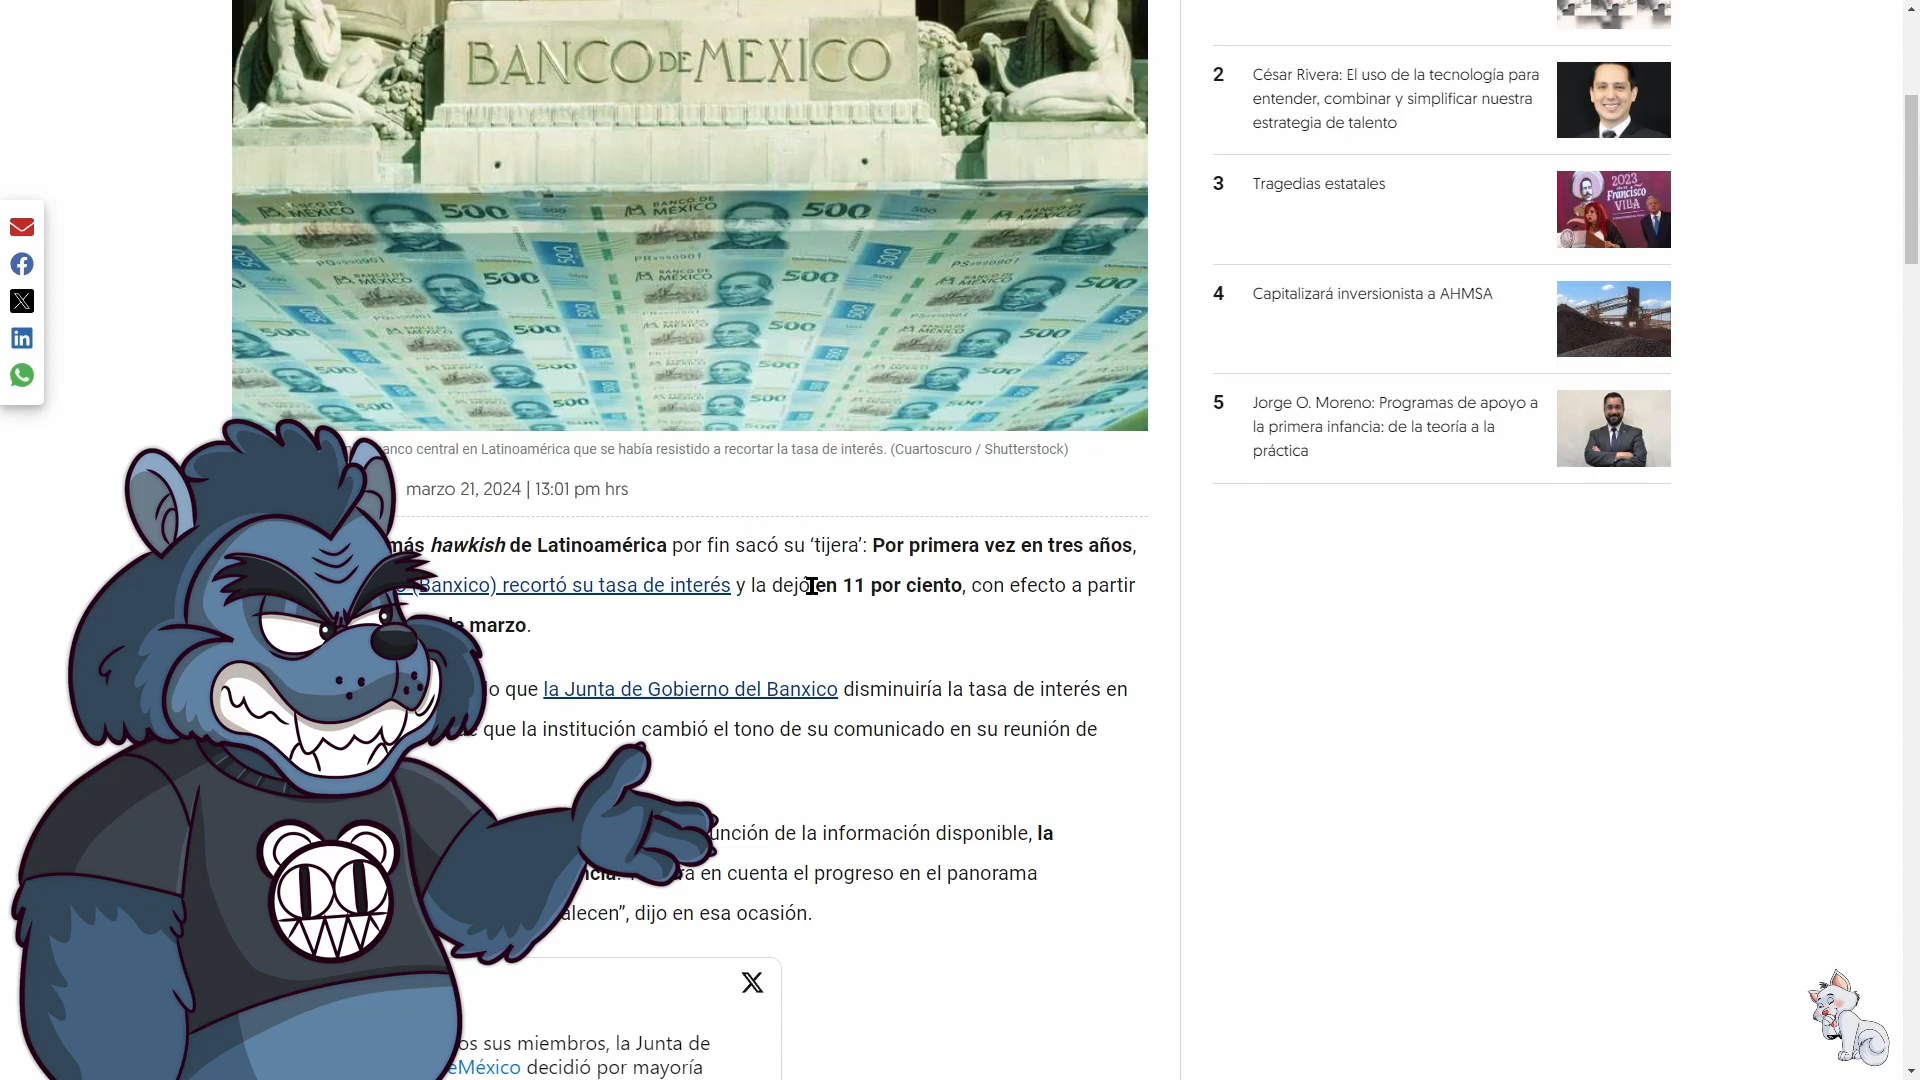 BANCO DE MEXICO
anco central en Latinoamérica que se había resistido a recortar la tasa de interés. (Cuartoscuro / Shutterstock)
marzo 21, 2024 | 13:01 pm hrs
más hawkish de Latinoamérica por fin sacó su ‘tijera’: Por primera vez en tres años,
(Banxico) recortó su tasa de interés y la dejó en 11 por ciento, con efecto a partir
de marzo.
lo que la Junta de Gobierno del Banxico disminuiría la tasa de interés en
que la institución cambió el tono de su comunicado en su reunión de
unción de la información disponible, la
ncia. en cuenta el progreso en el panorama
alecen”, dijo en esa ocasión.
os sus miembros, la Junta de
eMéxico decidió por mayoría
2 César Rivera: El uso de la tecnología para
entender, combinar y simplificar nuestra
estrategia de talento
3 Tragedias estatales
2023
Francisco
VILLA
4 Capitalizará inversionista a AHMSA
5 Jorge O. Moreno: Programas de apoyo a
la primera infancia: de la teoría a la
práctica